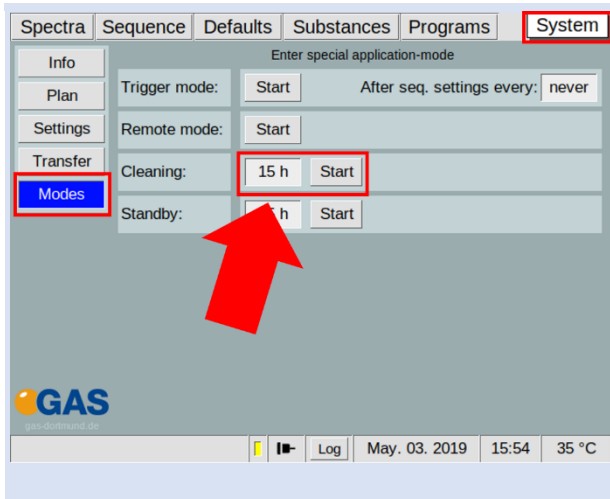 Spectra Sequence Defaults Substances Programs System
Info
Plan
Settings
Transfer
Modes
Enter special application-mode
Trigger mode: Start After seq. settings every: never
Remote mode: Start
Cleaning: 15 h Start
Standby: h Start
GAS
gas-dortmund.de
Log May. 03. 2019 15:54 35 °C